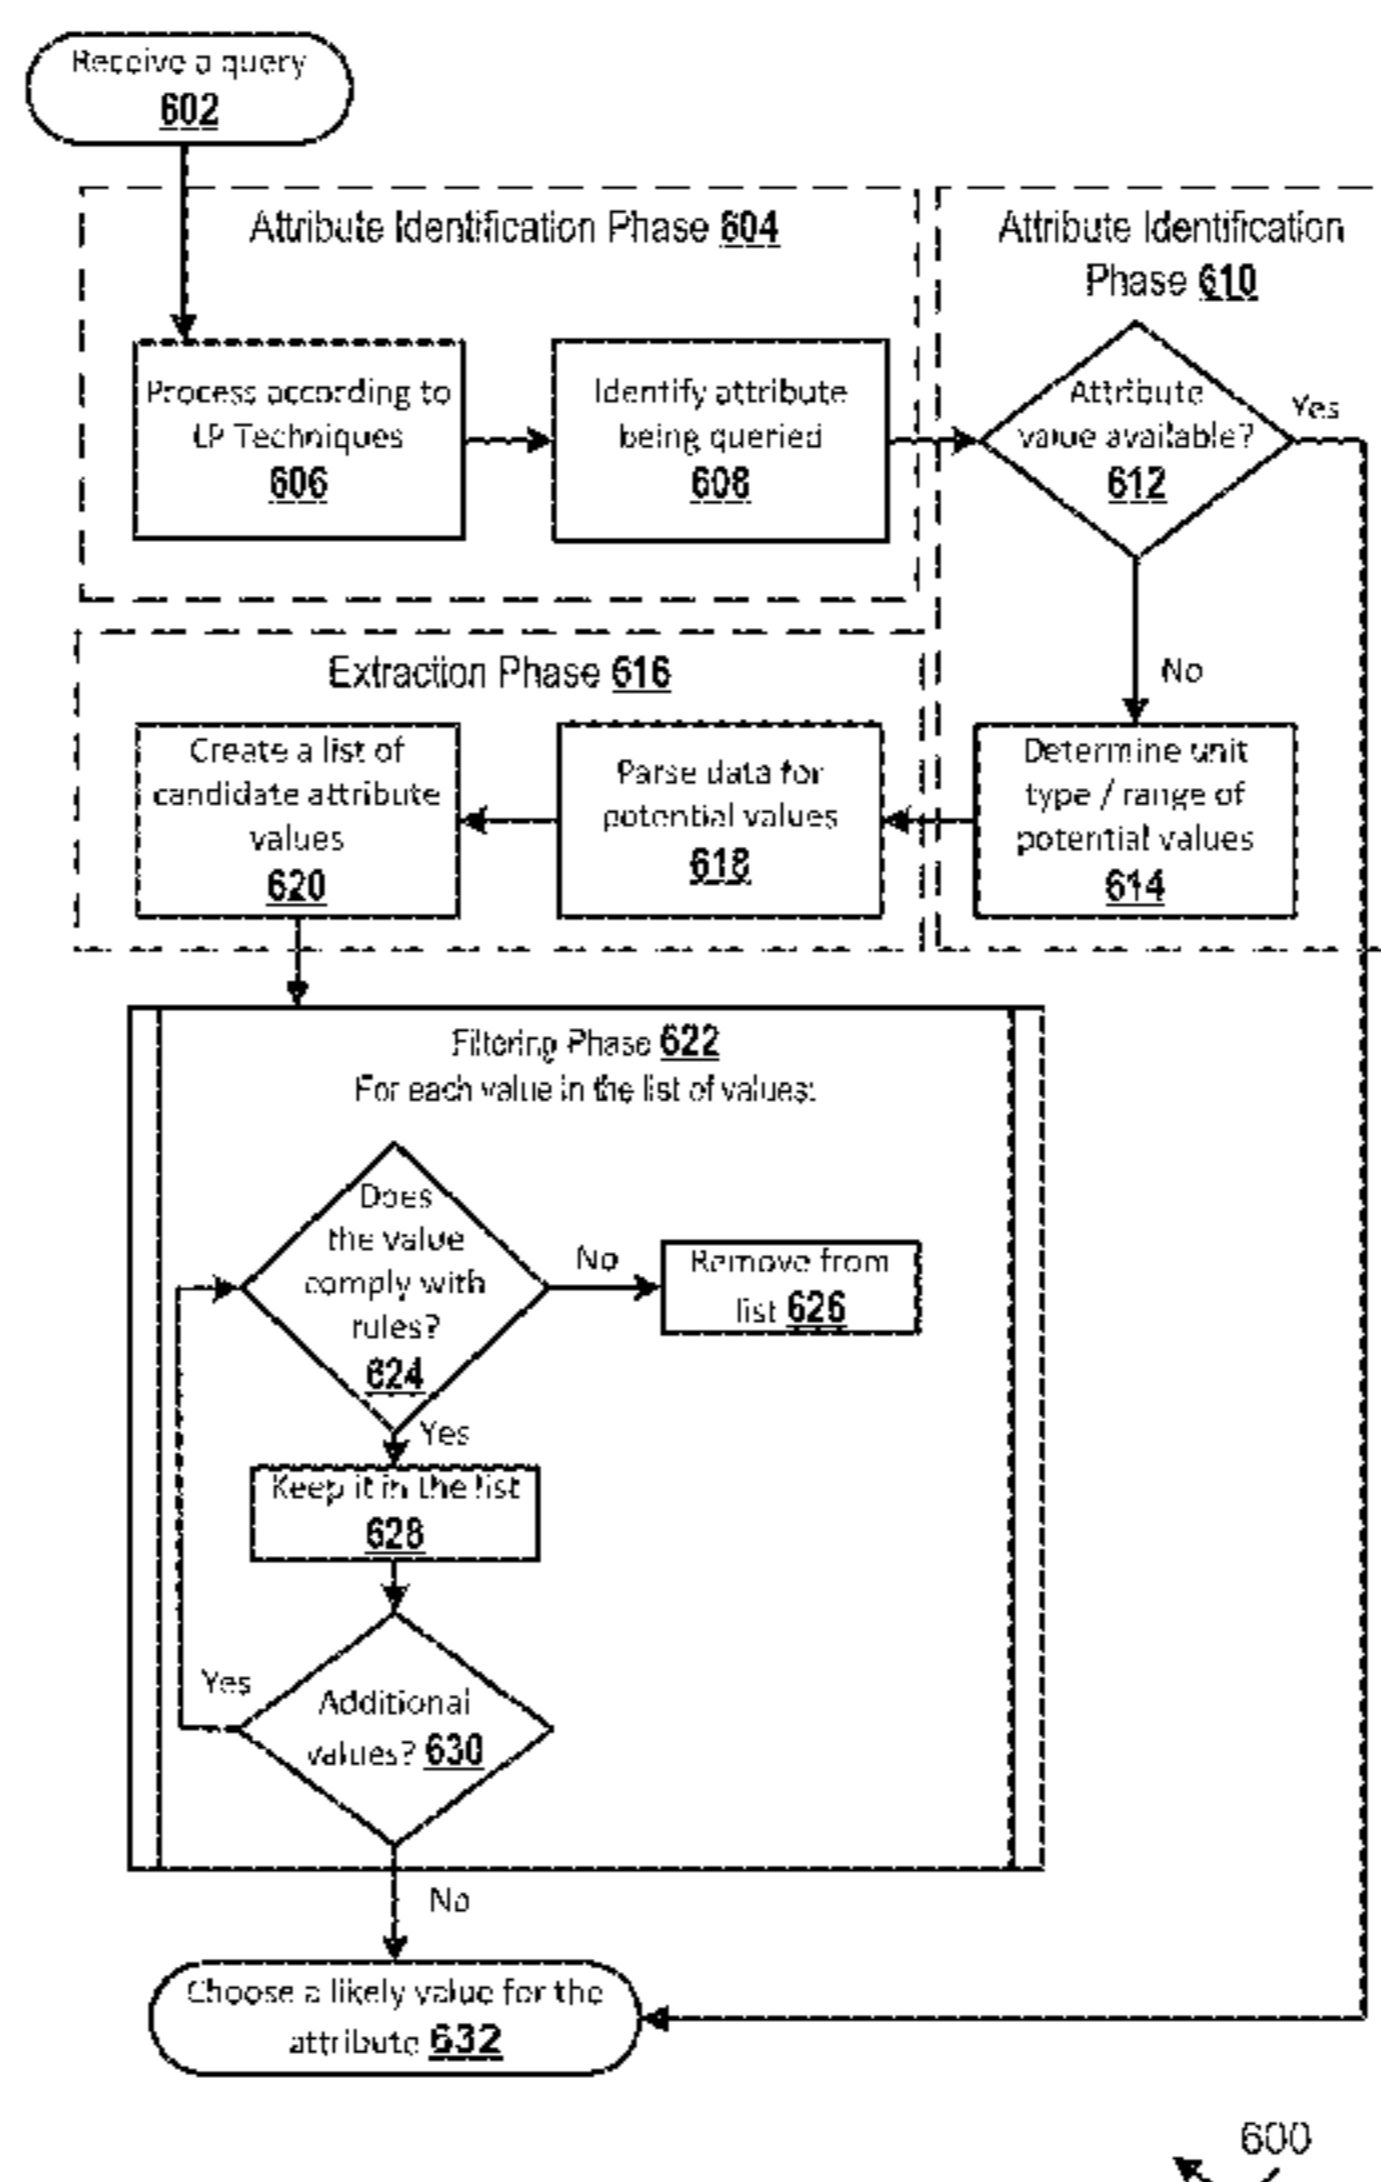 Receive a query
602
Attribute Identification Phase 604
Process according to
LP Techniques
606
Identify attribute
being queried
608
Attribute Identification
Phase 610
Attribute
value available?
612
Yes
No
Determine unit
type / range of
potential values
614
Extraction Phase 616
Parse data for
potential values
618
Create a list of
candidate attribute
values
620
Filtering Phase 622
For each value in the list of values:
Does
the value
comply with
rules?
624
No
Remove from
list 626
Yes
Keep it in the list
628
Additional
values? 630
Yes
No
Choose a likely value for the
attribute 632
600